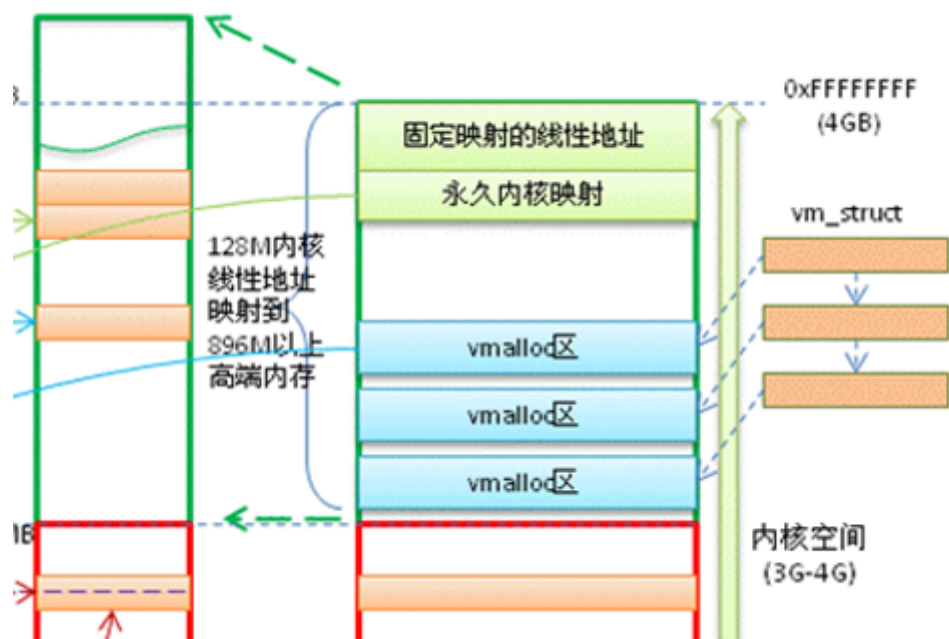 0xFFFFFFFF
(4GB)
固定映射的线性地址
永久内核映射
vm_struct
128M内核
线性地址
映射到
896M以上
高端内存
vmalloc区
vmalloc区
vmalloc区
MB
内核空间
(3G-4G)